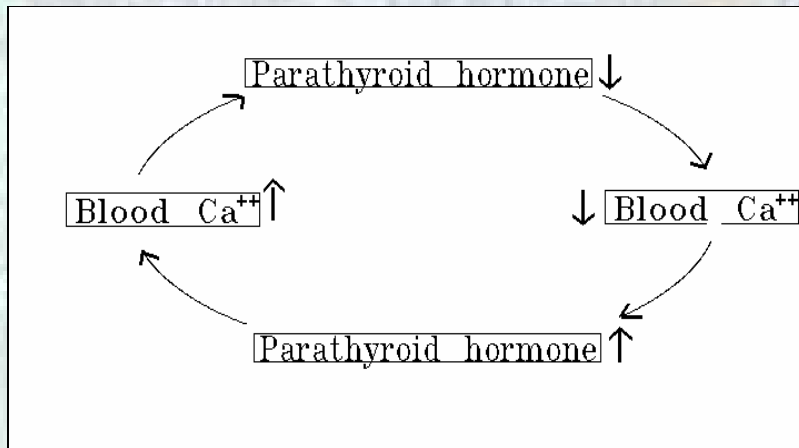 Parathyroid hormone ↓
Blood Ca++ ↑
↓ Blood Ca++
Parathyroid hormone ↑